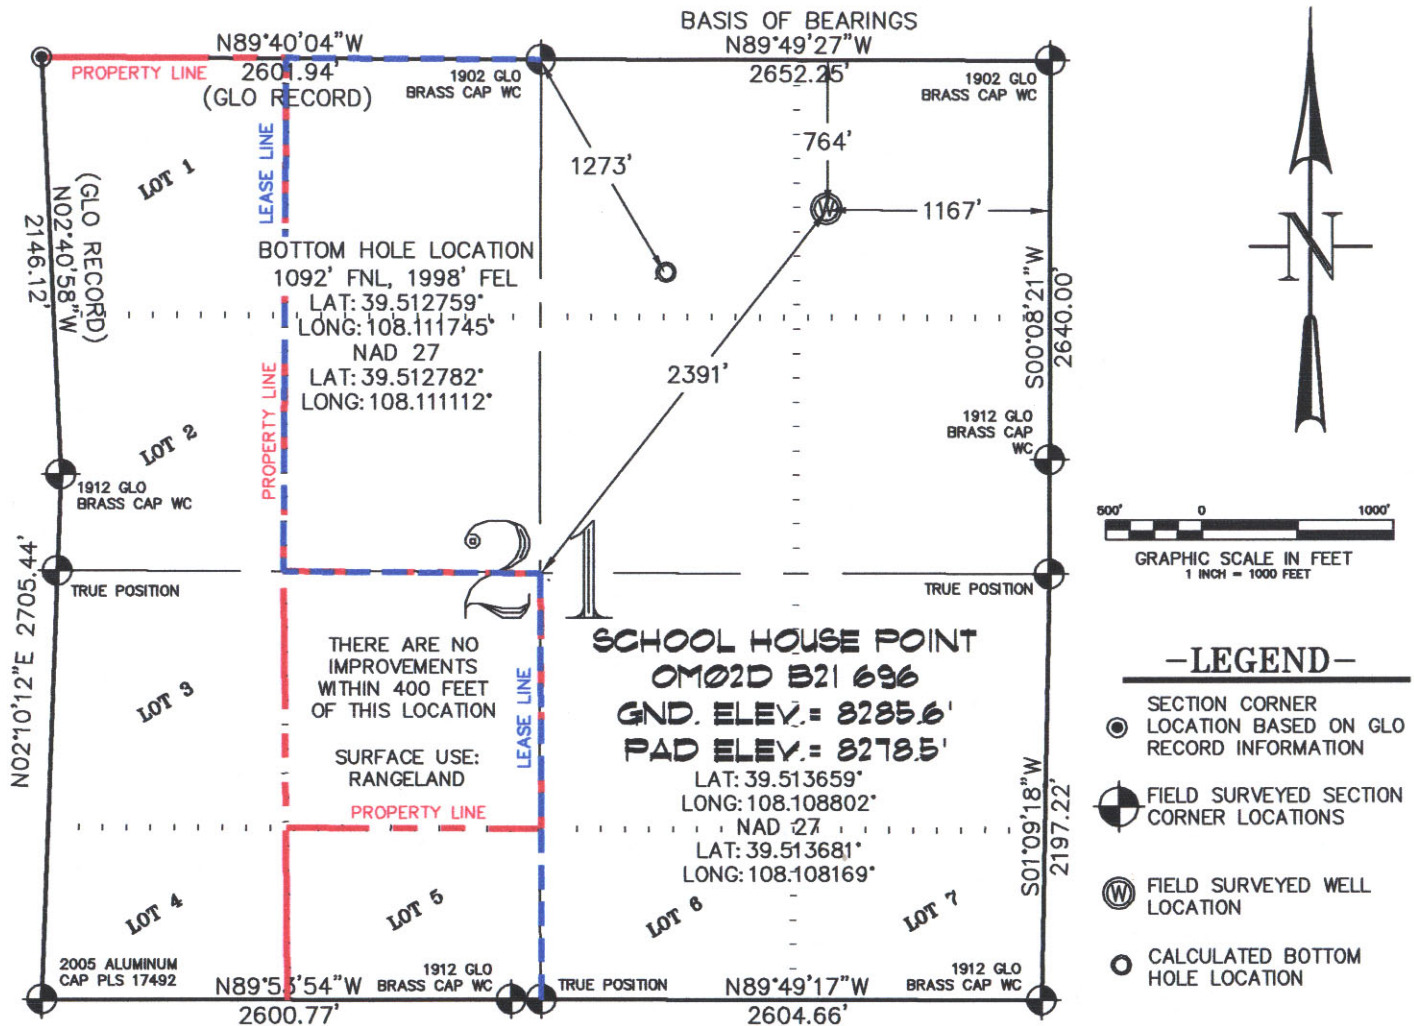 BASIS OF BEARINGS
N89°40'04"W
N89°49'27"W
PROPERTY LINE
2601.94'
(GLO RECORD)
1902 GLO
BRASS CAP WC
2652.25'
1902 GLO
BRASS CAP WC
764'
1273'
1167'
LOT 1
LEASE LINE
(GLO RECORD)
N02°40'58"W
2146.12'
BOTTOM HOLE LOCATION
1092' FNL, 1998' FEL
LAT: 39.512759°
LONG: 108.111745°
NAD 27
LAT: 39.512782°
LONG: 108.111112°
W
N
S00°08'21"W
2640.00'
2391'
PROPERTY LINE
LOT 2
1912 GLO
BRASS CAP WC
1912 GLO
BRASS CAP
WC
500'
0
1000'
GRAPHIC SCALE IN FEET
1 INCH = 1000 FEET
21
TRUE POSITION
TRUE POSITION
N02°10'12"E 2705.44'
THERE ARE NO
IMPROVEMENTS
WITHIN 400 FEET
OF THIS LOCATION
SURFACE USE:
RANGELAND
LOT 3
LEASE LINE
PROPERTY LINE
SCHOOL HOUSE POINT
OM02D B21 696
GND. ELEV.= 8285.6'
PAD ELEV.= 8278.5'
LAT: 39.513659°
LONG: 108.108802°
NAD 27
LAT: 39.513681°
LONG: 108.108169°
S01°09'18"W
2197.22'
LOT 4
LOT 5
LOT 6
LOT 7
2005 ALUMINUM
CAP PLS 17492
N89°53'54"W
2600.77'
1912 GLO
BRASS CAP WC
TRUE POSITION
N89°49'17"W
2604.66'
1912 GLO
BRASS CAP WC
-LEGEND-
SECTION CORNER
LOCATION BASED ON GLO
RECORD INFORMATION
FIELD SURVEYED SECTION
CORNER LOCATIONS
W
FIELD SURVEYED WELL
LOCATION
CALCULATED BOTTOM
HOLE LOCATION